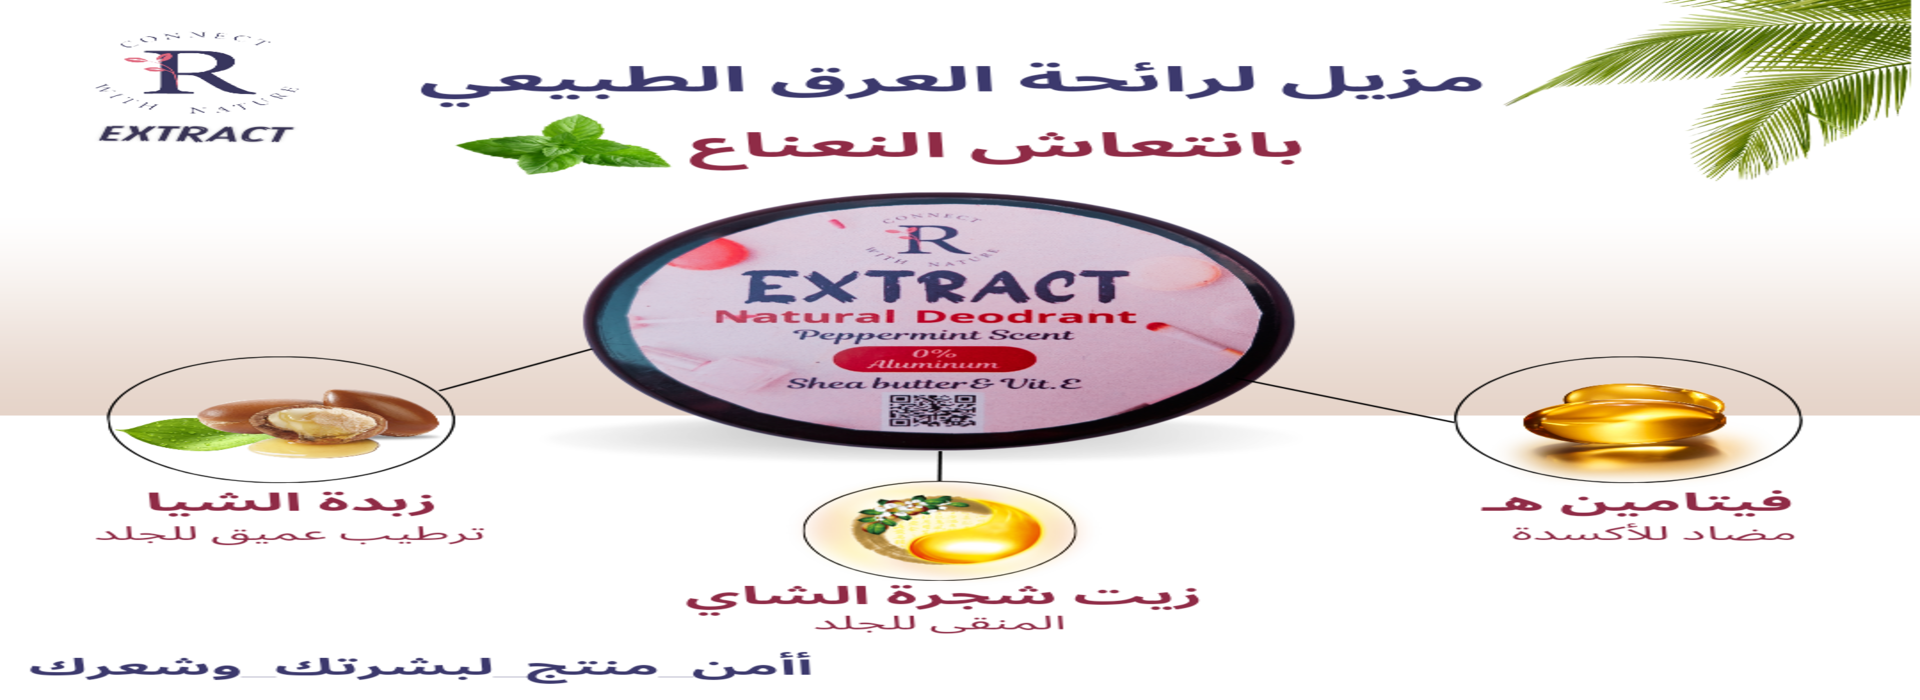 CONNECT
R
WITH NATURE
EXTRACT
مزيل لرائحة العرق الطبيعي
بانتعاش النعناع
CONNECT
R
WITH NATURE
EXTRACT
Natural Deodrant
Peppermint Scent
0%
Aluminum
Shea butter & Vit.E
زبدة الشيا
ترطيب عميق للجلد
فيتامين هـ
مضاد للأكسدة
زيت شجرة الشاي
المنقى للجلد
أأمن_منتج_لبشرتك_وشعرك